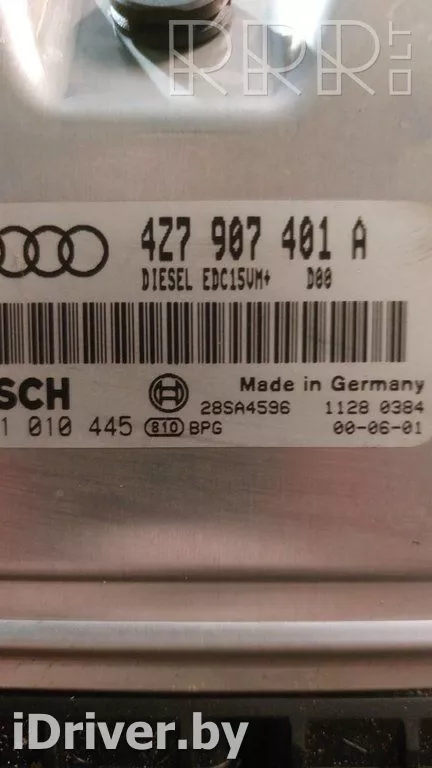 RRR.LT
4Z7 907 401 A
DIESEL EDC15VM+ D00
SCH
Made in Germany
28SA4596 1128 0384
1 010 445 810 BPG 00-06-01
iDriver.by